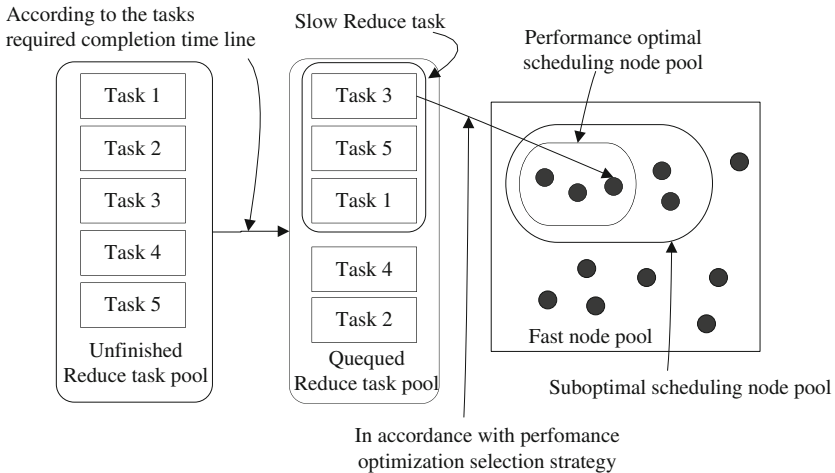 According to the tasks
required completion time line
Slow Reduce task
Performance optimal
scheduling node pool
Task 1
Task 2
Task 3
Task 4
Task 5
Unfinished
Reduce task pool
Task 3
Task 5
Task 1
Task 4
Task 2
Quequed
Reduce task pool
Fast node pool
Suboptimal scheduling node pool
In accordance with perfomance
optimization selection strategy